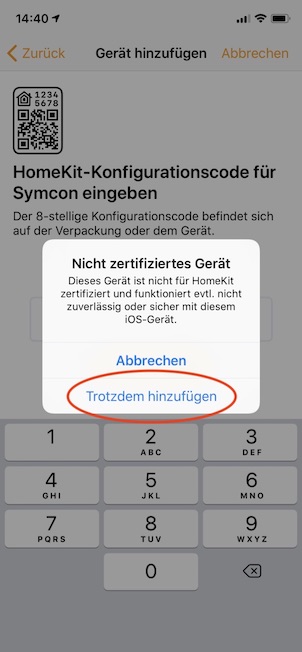 14:40
Zurück
Gerät hinzufügen
Abbrechen
1234
5678
HomeKit-Konfigurationscode für
Symcon eingeben
Der 8-stellige Konfigurationscode befindet sich
auf der Verpackung oder dem Gerät.
Nicht zertifiziertes Gerät
Dieses Gerät ist nicht für HomeKit
zertifiziert und funktioniert evtl. nicht
zuverlässig oder sicher mit diesem
iOS-Gerät.
Abbrechen
Trotzdem hinzufügen
1
2
ABC
3
DEF
4
GHI
5
JKL
6
MNO
7
PQRS
8
TUV
9
WXYZ
0